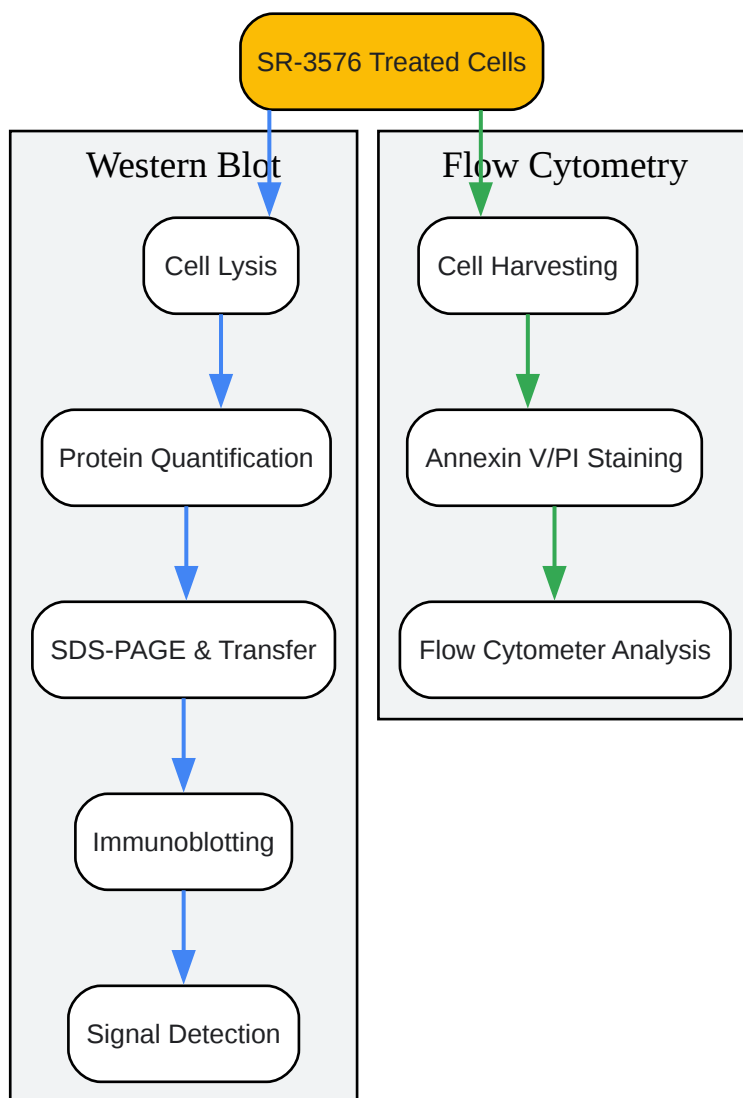 SR-3576 Treated Cells
Western Blot
Cell Lysis
Protein Quantification
SDS-PAGE & Transfer
Immunoblotting
Signal Detection
Flow Cytometry
Cell Harvesting
Annexin V/PI Staining
Flow Cytometer Analysis